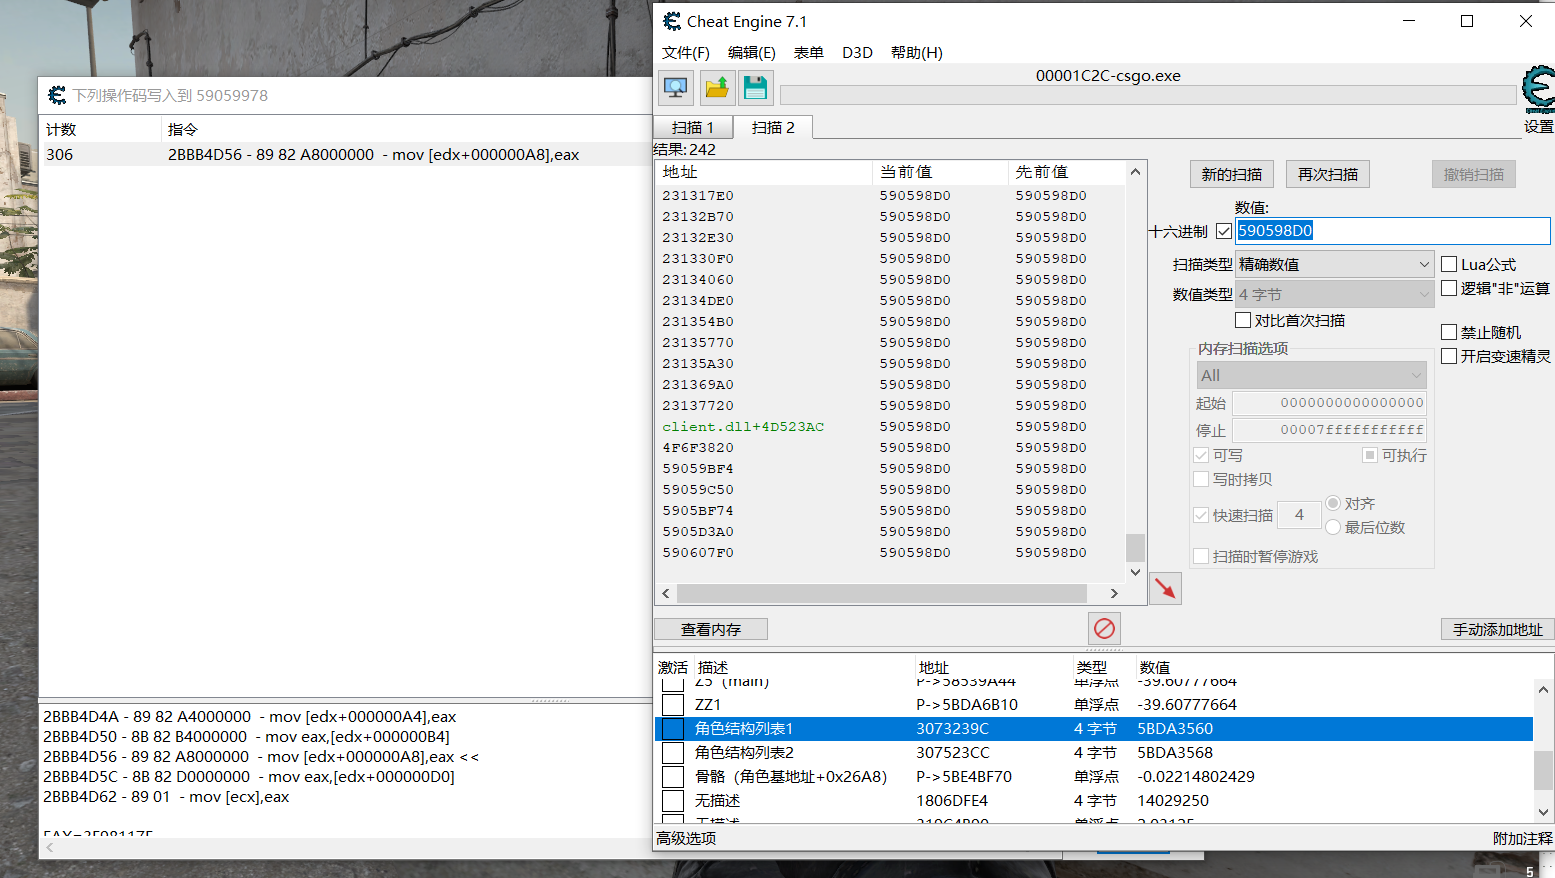 Cheat Engine 7.1
文件(F) 编辑(E) 表单 D3D 帮助(H)
00001C2C-csgo.exe
设置
扫描 1 扫描 2
结果:242
地址 当前值 先前值
231317E0 590598D0 590598D0
23132B70 590598D0 590598D0
23132E30 590598D0 590598D0
231330F0 590598D0 590598D0
23134060 590598D0 590598D0
23134DE0 590598D0 590598D0
231354B0 590598D0 590598D0
23135770 590598D0 590598D0
23135A30 590598D0 590598D0
231369A0 590598D0 590598D0
23137720 590598D0 590598D0
client.dll+4D523AC 590598D0 590598D0
4F6F3820 590598D0 590598D0
59059BF4 590598D0 590598D0
59059C50 590598D0 590598D0
5905BF74 590598D0 590598D0
5905D3A0 590598D0 590598D0
590607F0 590598D0 590598D0
新的扫描 再次扫描 撤销扫描
数值:
十六进制 590598D0
扫描类型 精确数值 Lua公式
数值类型 4 字节 逻辑"非"运算
对比首次扫描
禁止随机
内存扫描选项
开启变速精灵
All
起始 0000000000000000
停止 00007fffffffffff
可写 可执行
写时拷贝
快速扫描 4 对齐
最后位数
扫描时暂停游戏
查看内存 手动添加地址
激活 描述 地址 类型 数值
Z5（main） P->58539A44 单浮点 -39.60777664
ZZ1 P->5BDA6B10 单浮点 -39.60777664
角色结构列表1 3073239C 4 字节 5BDA3560
角色结构列表2 307523CC 4 字节 5BDA3568
骨骼（角色基地址+0x26A8） P->5BE4BF70 单浮点 -0.02214802429
无描述 1806DFE4 4 字节 14029250
无描述 单浮点
高级选项 附加注释
下列操作码写入到 59059978
计数 指令
306 2BBB4D56 - 89 82 A8000000 - mov [edx+000000A8],eax
2BBB4D4A - 89 82 A4000000 - mov [edx+000000A4],eax
2BBB4D50 - 8B 82 B4000000 - mov eax,[edx+000000B4]
2BBB4D56 - 89 82 A8000000 - mov [edx+000000A8],eax <<
2BBB4D5C - 8B 82 D0000000 - mov eax,[edx+000000D0]
2BBB4D62 - 89 01 - mov [ecx],eax
5